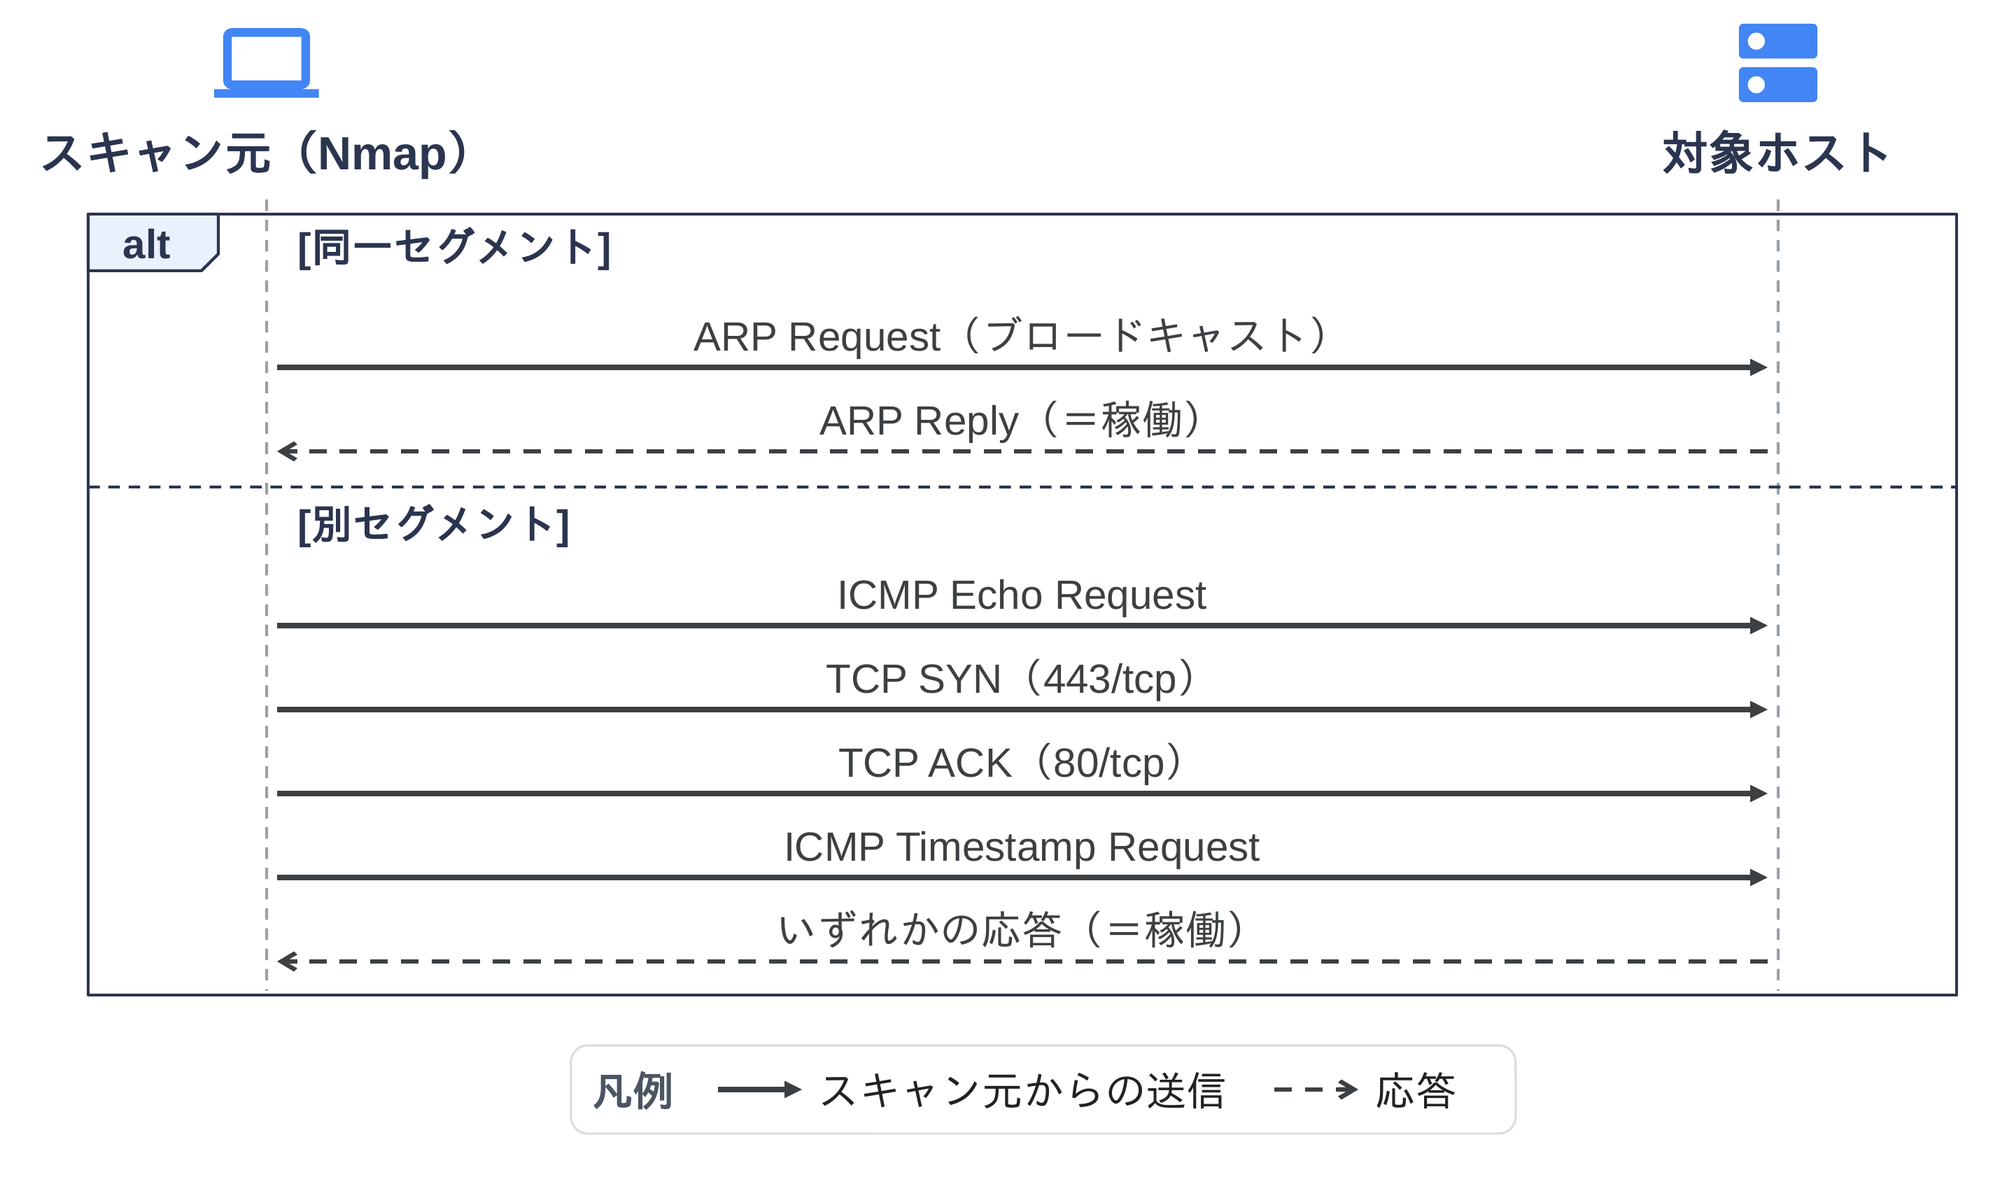 スキャン元（Nmap）
対象ホスト
alt
[同一セグメント]
ARP Request（ブロードキャスト）
ARP Reply（＝稼働）
[別セグメント]
ICMP Echo Request
TCP SYN（443/tcp）
TCP ACK（80/tcp）
ICMP Timestamp Request
いずれかの応答（＝稼働）
凡例 スキャン元からの送信 応答